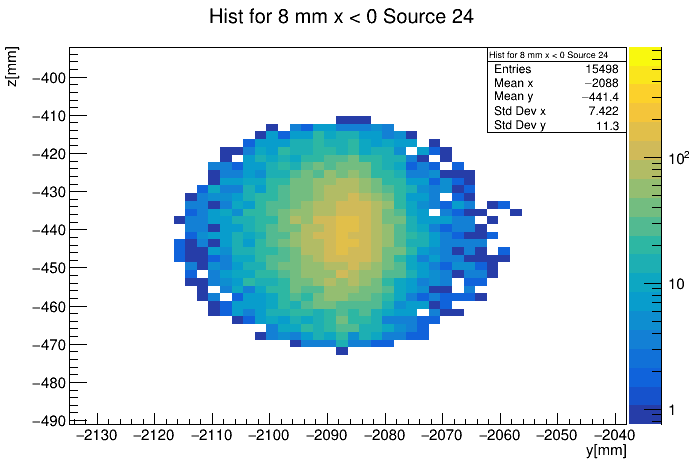 Hist for 8 mm x < 0 Source 24
z[mm]
Hist for 8 mm x < 0 Source 24
Entries 15498
Mean x −2088
Mean y −441.4
Std Dev x 7.422
Std Dev y 11.3
−400
−410
−420
−430
−440
−450
−460
−470
−480
−490
10²
10
1
−2130 −2120 −2110 −2100 −2090 −2080 −2070 −2060 −2050 −2040
y[mm]